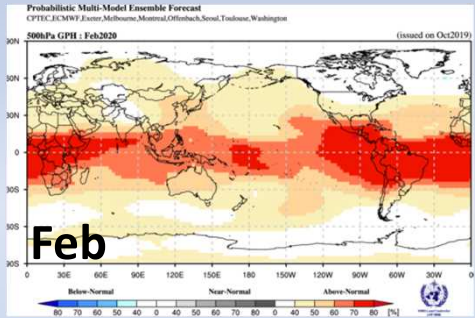 Probabilistic Multi-Model Ensemble Forecast
CPTEC,ECMWF,Exeter,Melbourne,Montreal,Offenbach,Seoul,Toulouse,Washington
500hPa GPH : Feb2020 (issued on Oct2019)
90N
60N
30N
0
30S
60S
90S
Feb
0 30E 60E 90E 120E 150E 180 150W 120W 90W 60W 30W 0
Below-Normal Near-Normal Above-Normal
80 70 60 50 40 0 40 50 60 70 80 0 40 50 60 70 80 [%]